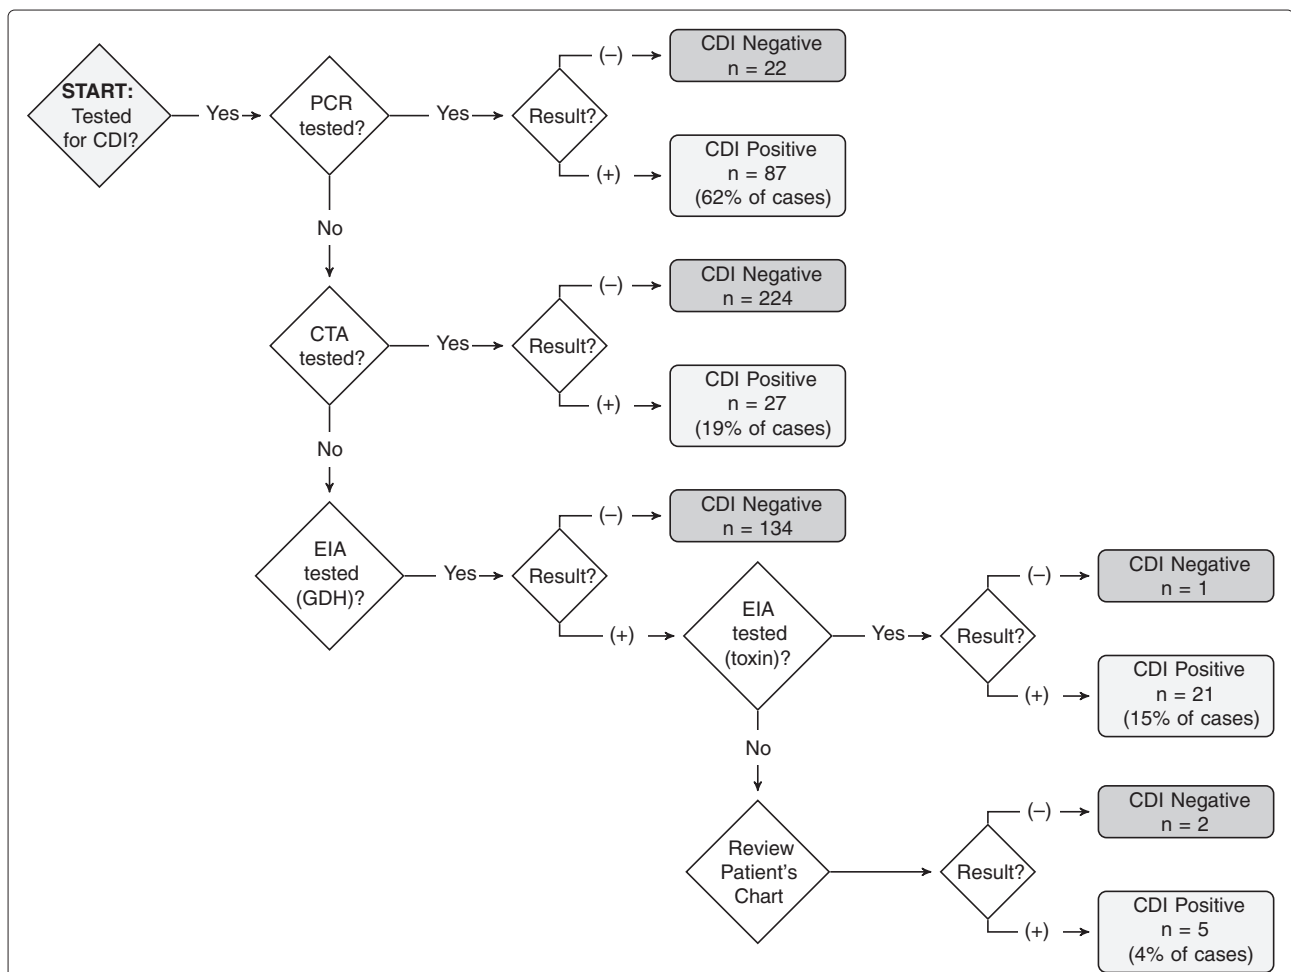 START:
Tested
for CDI?
Yes
PCR
tested?
Yes
Result?
(–)
CDI Negative
n = 22
(+)
CDI Positive
n = 87
(62% of cases)
No
CTA
tested?
Yes
Result?
(–)
CDI Negative
n = 224
(+)
CDI Positive
n = 27
(19% of cases)
No
EIA
tested
(GDH)?
Yes
Result?
(–)
CDI Negative
n = 134
(+)
EIA
tested
(toxin)?
Yes
Result?
(–)
CDI Negative
n = 1
(+)
CDI Positive
n = 21
(15% of cases)
No
Review
Patient's
Chart
Result?
(–)
CDI Negative
n = 2
(+)
CDI Positive
n = 5
(4% of cases)